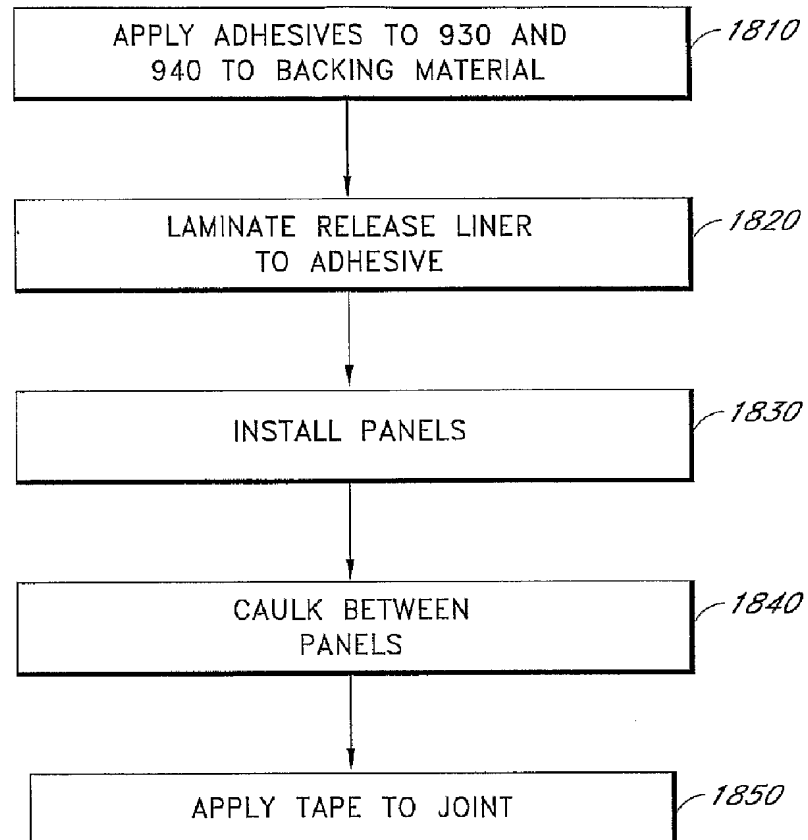 APPLY ADHESIVES TO 930 AND
940 TO BACKING MATERIAL
1810
LAMINATE RELEASE LINER
TO ADHESIVE
1820
INSTALL PANELS
1830
CAULK BETWEEN
PANELS
1840
APPLY TAPE TO JOINT
1850